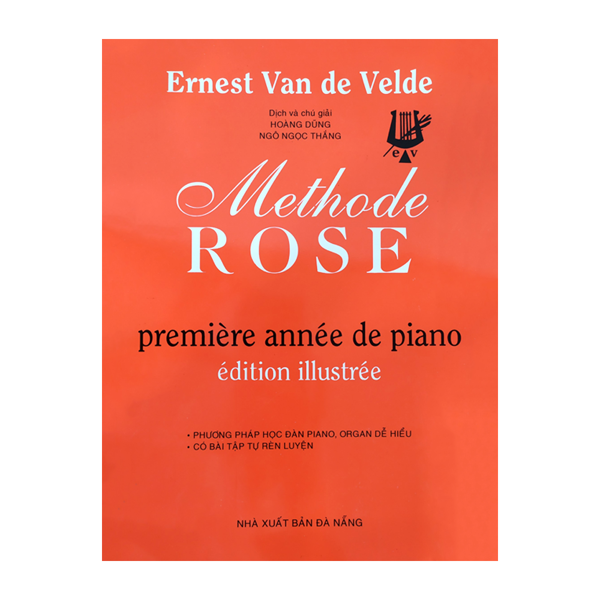 Ernest Van de Velde
Dịch và chú giải
HOÀNG DŨNG
NGÔ NGỌC THẮNG
e v
Methode
ROSE
première année de piano
édition illustrée
• PHƯƠNG PHÁP HỌC ĐÀN PIANO, ORGAN DỄ HIỂU
• CÓ BÀI TẬP TỰ RÈN LUYỆN
NHÀ XUẤT BẢN ĐÀ NẴNG